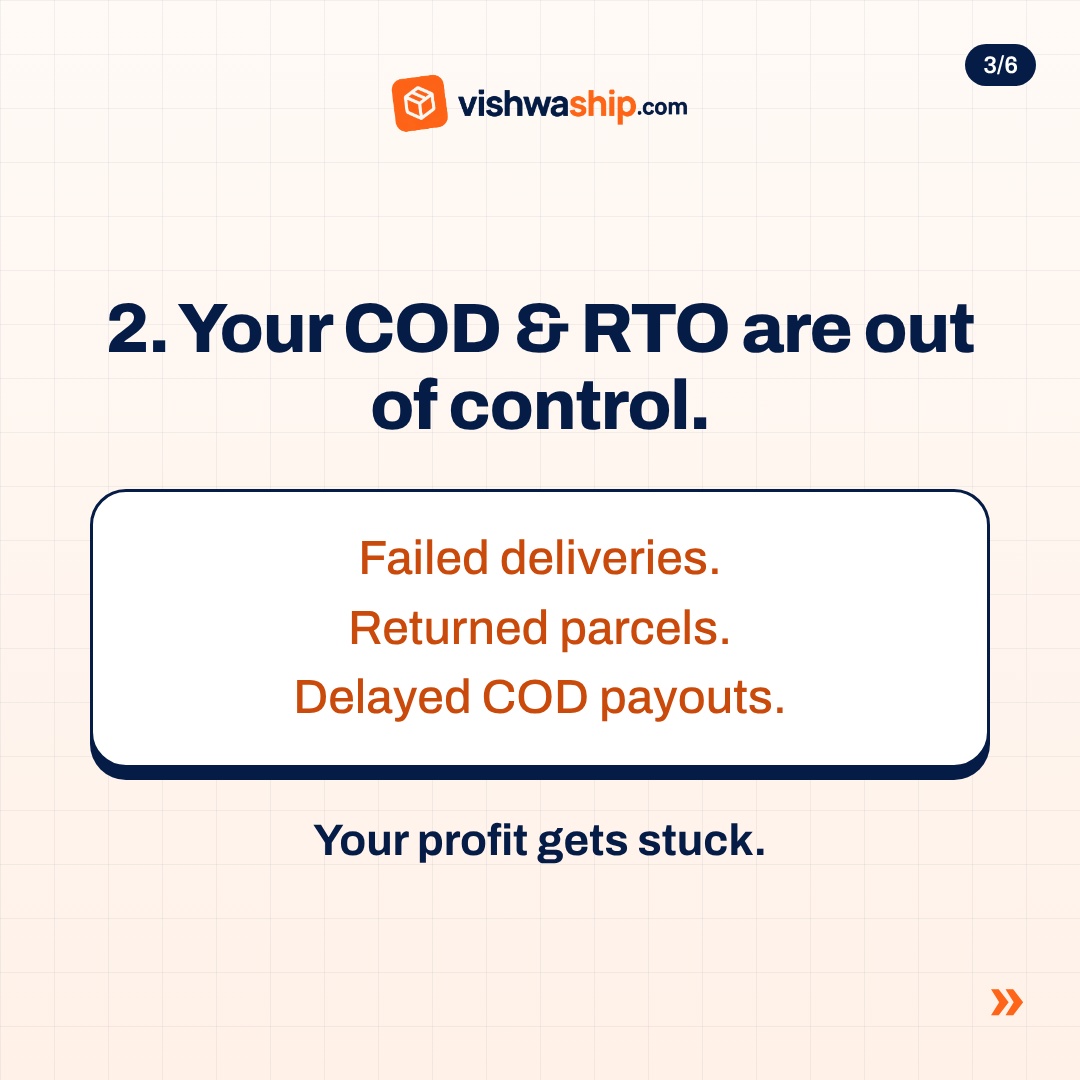 3/6
vishwaship.com
2. Your COD & RTO are out
of control.
Failed deliveries.
Returned parcels.
Delayed COD payouts.
Your profit gets stuck.
»